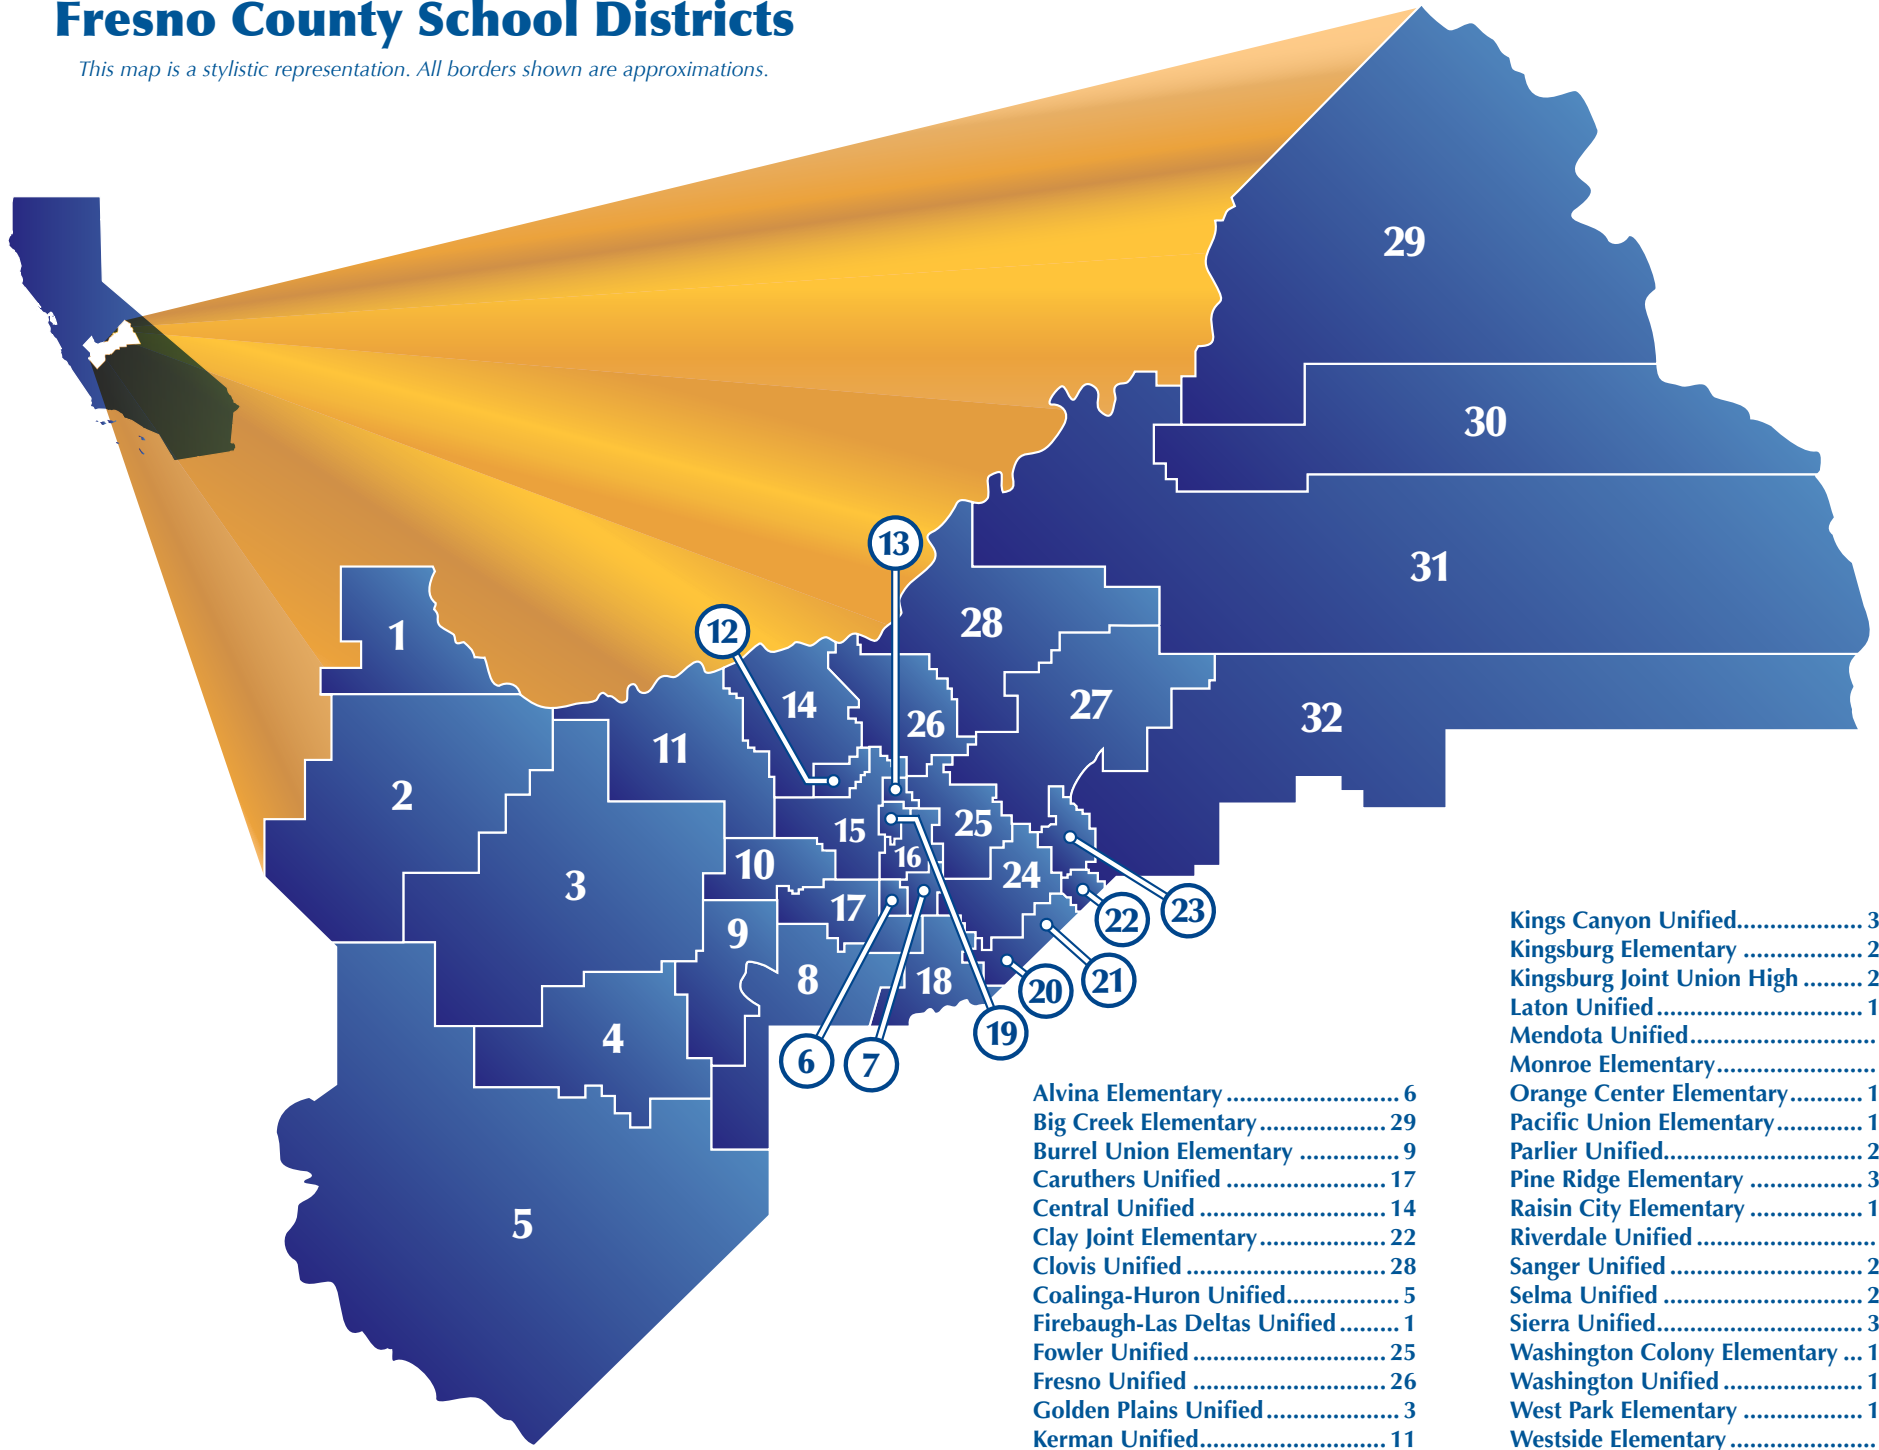 Fresno County School Districts
This map is a stylistic representation. All borders shown are approximations.
29
30
13
31
28
12
1
14
27
32
26
11
2
15
25
16
10
24
3
17
23
22
9
8
18
21
20
19
4
6
7
5
Alvina Elementary .......................... 6
Big Creek Elementary ................... 29
Burrel Union Elementary ............... 9
Caruthers Unified ........................ 17
Central Unified ............................ 14
Clay Joint Elementary ................... 22
Clovis Unified .............................. 28
Coalinga-Huron Unified ................. 5
Firebaugh-Las Deltas Unified ......... 1
Fowler Unified ............................. 25
Fresno Unified ............................. 26
Golden Plains Unified .................... 3
Kerman Unified ............................ 11
Kings Canyon Unified ................... 3
Kingsburg Elementary .................. 2
Kingsburg Joint Union High ......... 2
Laton Unified ............................... 1
Mendota Unified ............................
Monroe Elementary ........................
Orange Center Elementary ........... 1
Pacific Union Elementary ............. 1
Parlier Unified .............................. 2
Pine Ridge Elementary ................. 3
Raisin City Elementary ................. 1
Riverdale Unified ...........................
Sanger Unified ............................. 2
Selma Unified .............................. 2
Sierra Unified ............................... 3
Washington Colony Elementary ... 1
Washington Unified ..................... 1
West Park Elementary .................. 1
Westside Elementary ......................